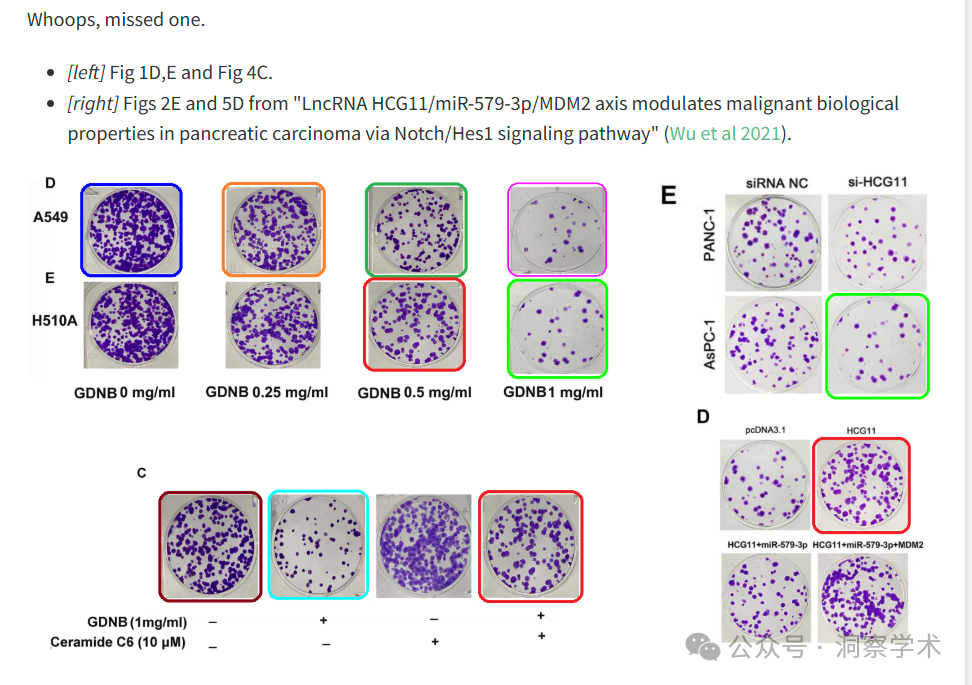 Whoops, missed one.
• [left] Fig 1D,E and Fig 4C.
• [right] Figs 2E and 5D from "LncRNA HCG11/miR-579-3p/MDM2 axis modulates malignant biological
properties in pancreatic carcinoma via Notch/Hes1 signaling pathway" (Wu et al 2021).
D
A549
E
H510A
GDNB 0 mg/ml GDNB 0.25 mg/ml GDNB 0.5 mg/ml GDNB1 mg/ml
C
GDNB (1mg/ml) – + – +
Ceramide C6 (10 µM) – – + +
E
siRNA NC si-HCG11
PANC-1
AsPC-1
D
pcDNA3.1 HCG11
HCG11+miR-579-3p HCG11+miR-579-3p+MDM2
公众号 · 洞察学术